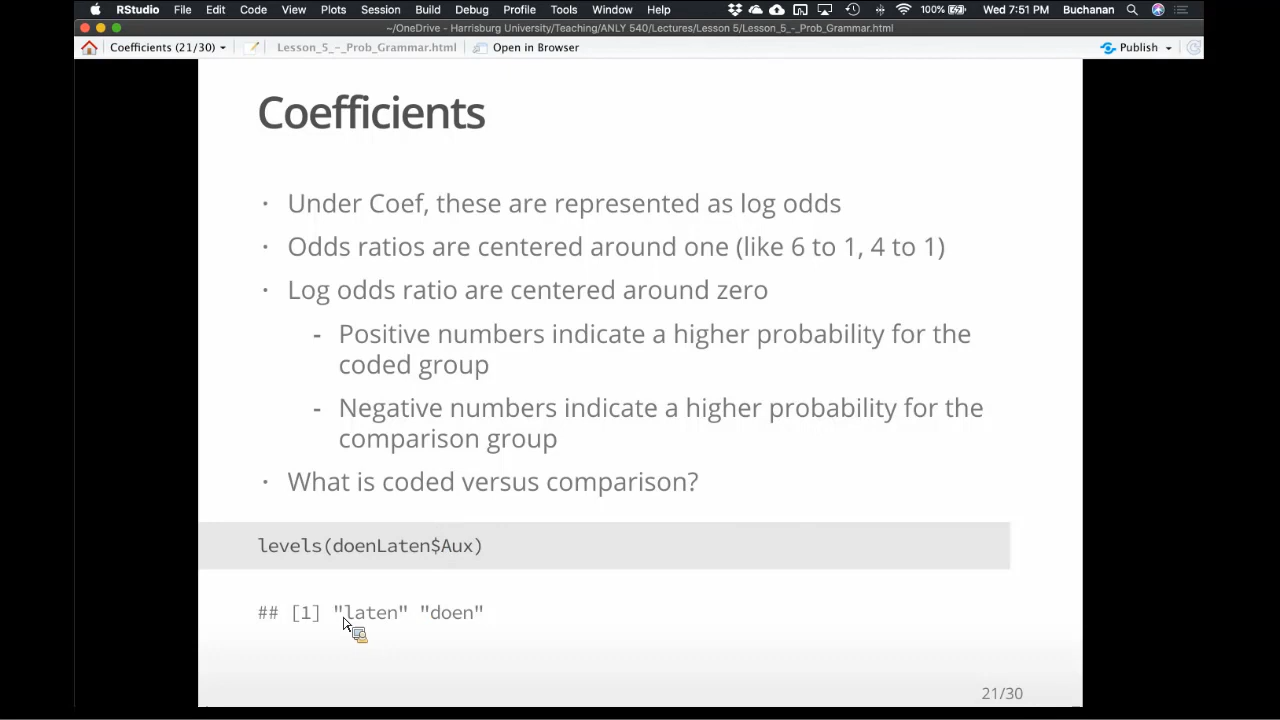 RStudio File Edit Code View Plots Session Build Debug Profile Tools Window Help 100% Wed 7:51 PM Buchanan
~/OneDrive - Harrisburg University/Teaching/ANLY 540/Lectures/Lesson 5/Lesson_5_-_Prob_Grammar.html
Coefficients (21/30) Lesson_5_-_Prob_Grammar.html Open in Browser Publish
Coefficients
· Under Coef, these are represented as log odds
· Odds ratios are centered around one (like 6 to 1, 4 to 1)
· Log odds ratio are centered around zero
- Positive numbers indicate a higher probability for the
coded group
- Negative numbers indicate a higher probability for the
comparison group
· What is coded versus comparison?
levels(doenLaten$Aux)
## [1] "laten" "doen"
21/30